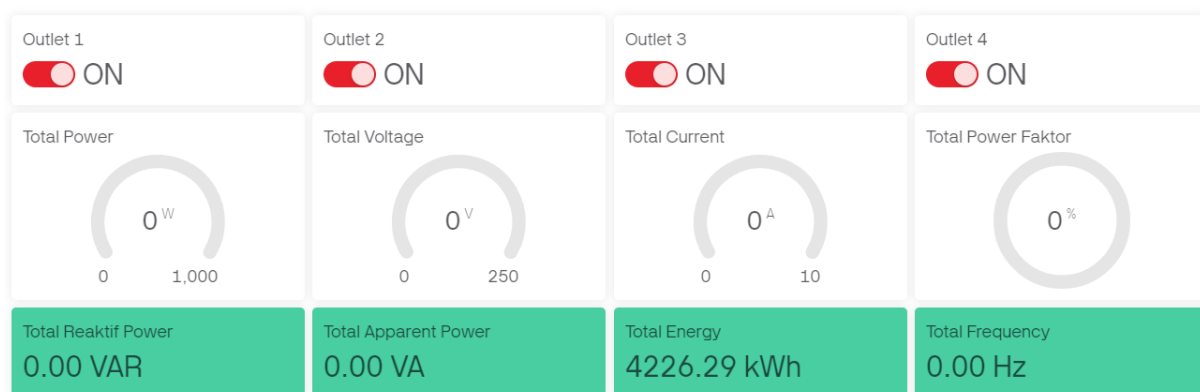 Outlet 1
ON
Outlet 2
ON
Outlet 3
ON
Outlet 4
ON
Total Power
0 W
0 1,000
Total Voltage
0 V
0 250
Total Current
0 A
0 10
Total Power Faktor
0 %
Total Reaktif Power
0.00 VAR
Total Apparent Power
0.00 VA
Total Energy
4226.29 kWh
Total Frequency
0.00 Hz